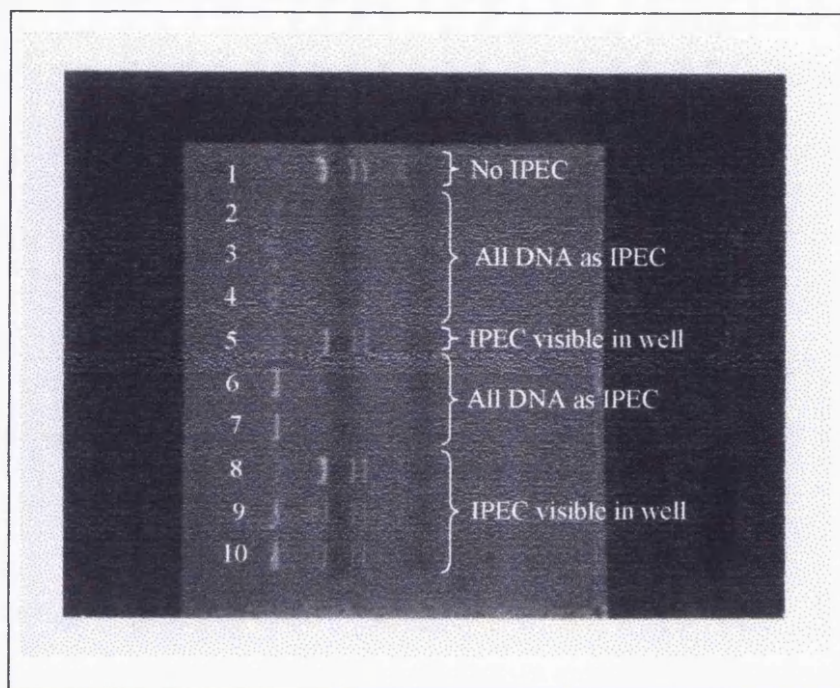 1 No IPEC
2
3 All DNA as IPEC
4
5 IPEC visible in well
6 All DNA as IPEC
7
8
9 IPEC visible in well
10